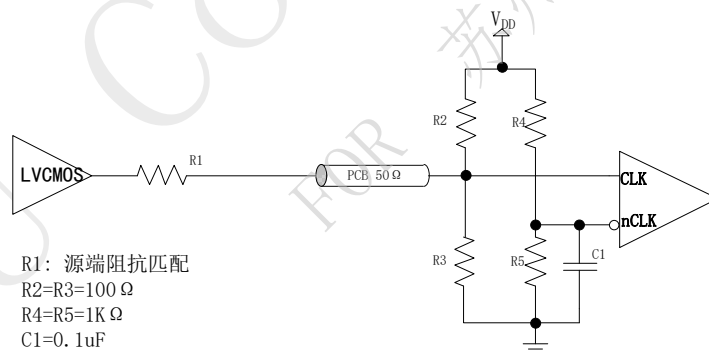 VDD
R2
R4
LVCMOS
R1
PCB 50Ω
CLK
nCLK
R3
R5
C1
R1: 源端阻抗匹配
R2=R3=100Ω
R4=R5=1KΩ
C1=0.1uF
FOR